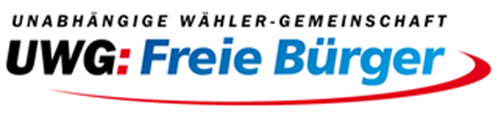 UNABHÄNGIGE WÄHLER-GEMEINSCHAFT
UWG: Freie Bürger